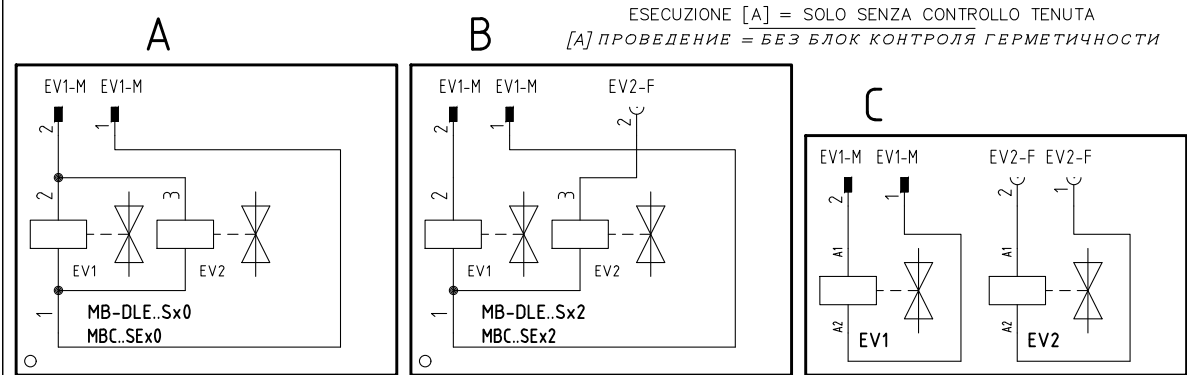 ESECUZIONE [A] = SOLO SENZA CONTROLLO TENUTA
[A] ПРОВЕДЕНИЕ = БЕЗ БЛОК КОНТРОЛЯ ГЕРМЕТИЧНОСТИ
A
EV1-M EV1-M
2
1
2
3
EV1
EV2
1
MB-DLE..Sx0
MBC..SEx0
B
EV1-M EV1-M EV2-F
2
1
2
2
3
EV1
EV2
1
MB-DLE..Sx2
MBC..SEx2
C
EV1-M EV1-M EV2-F EV2-F
2
1
2
1
A1
A1
A2
A2
EV1
EV2